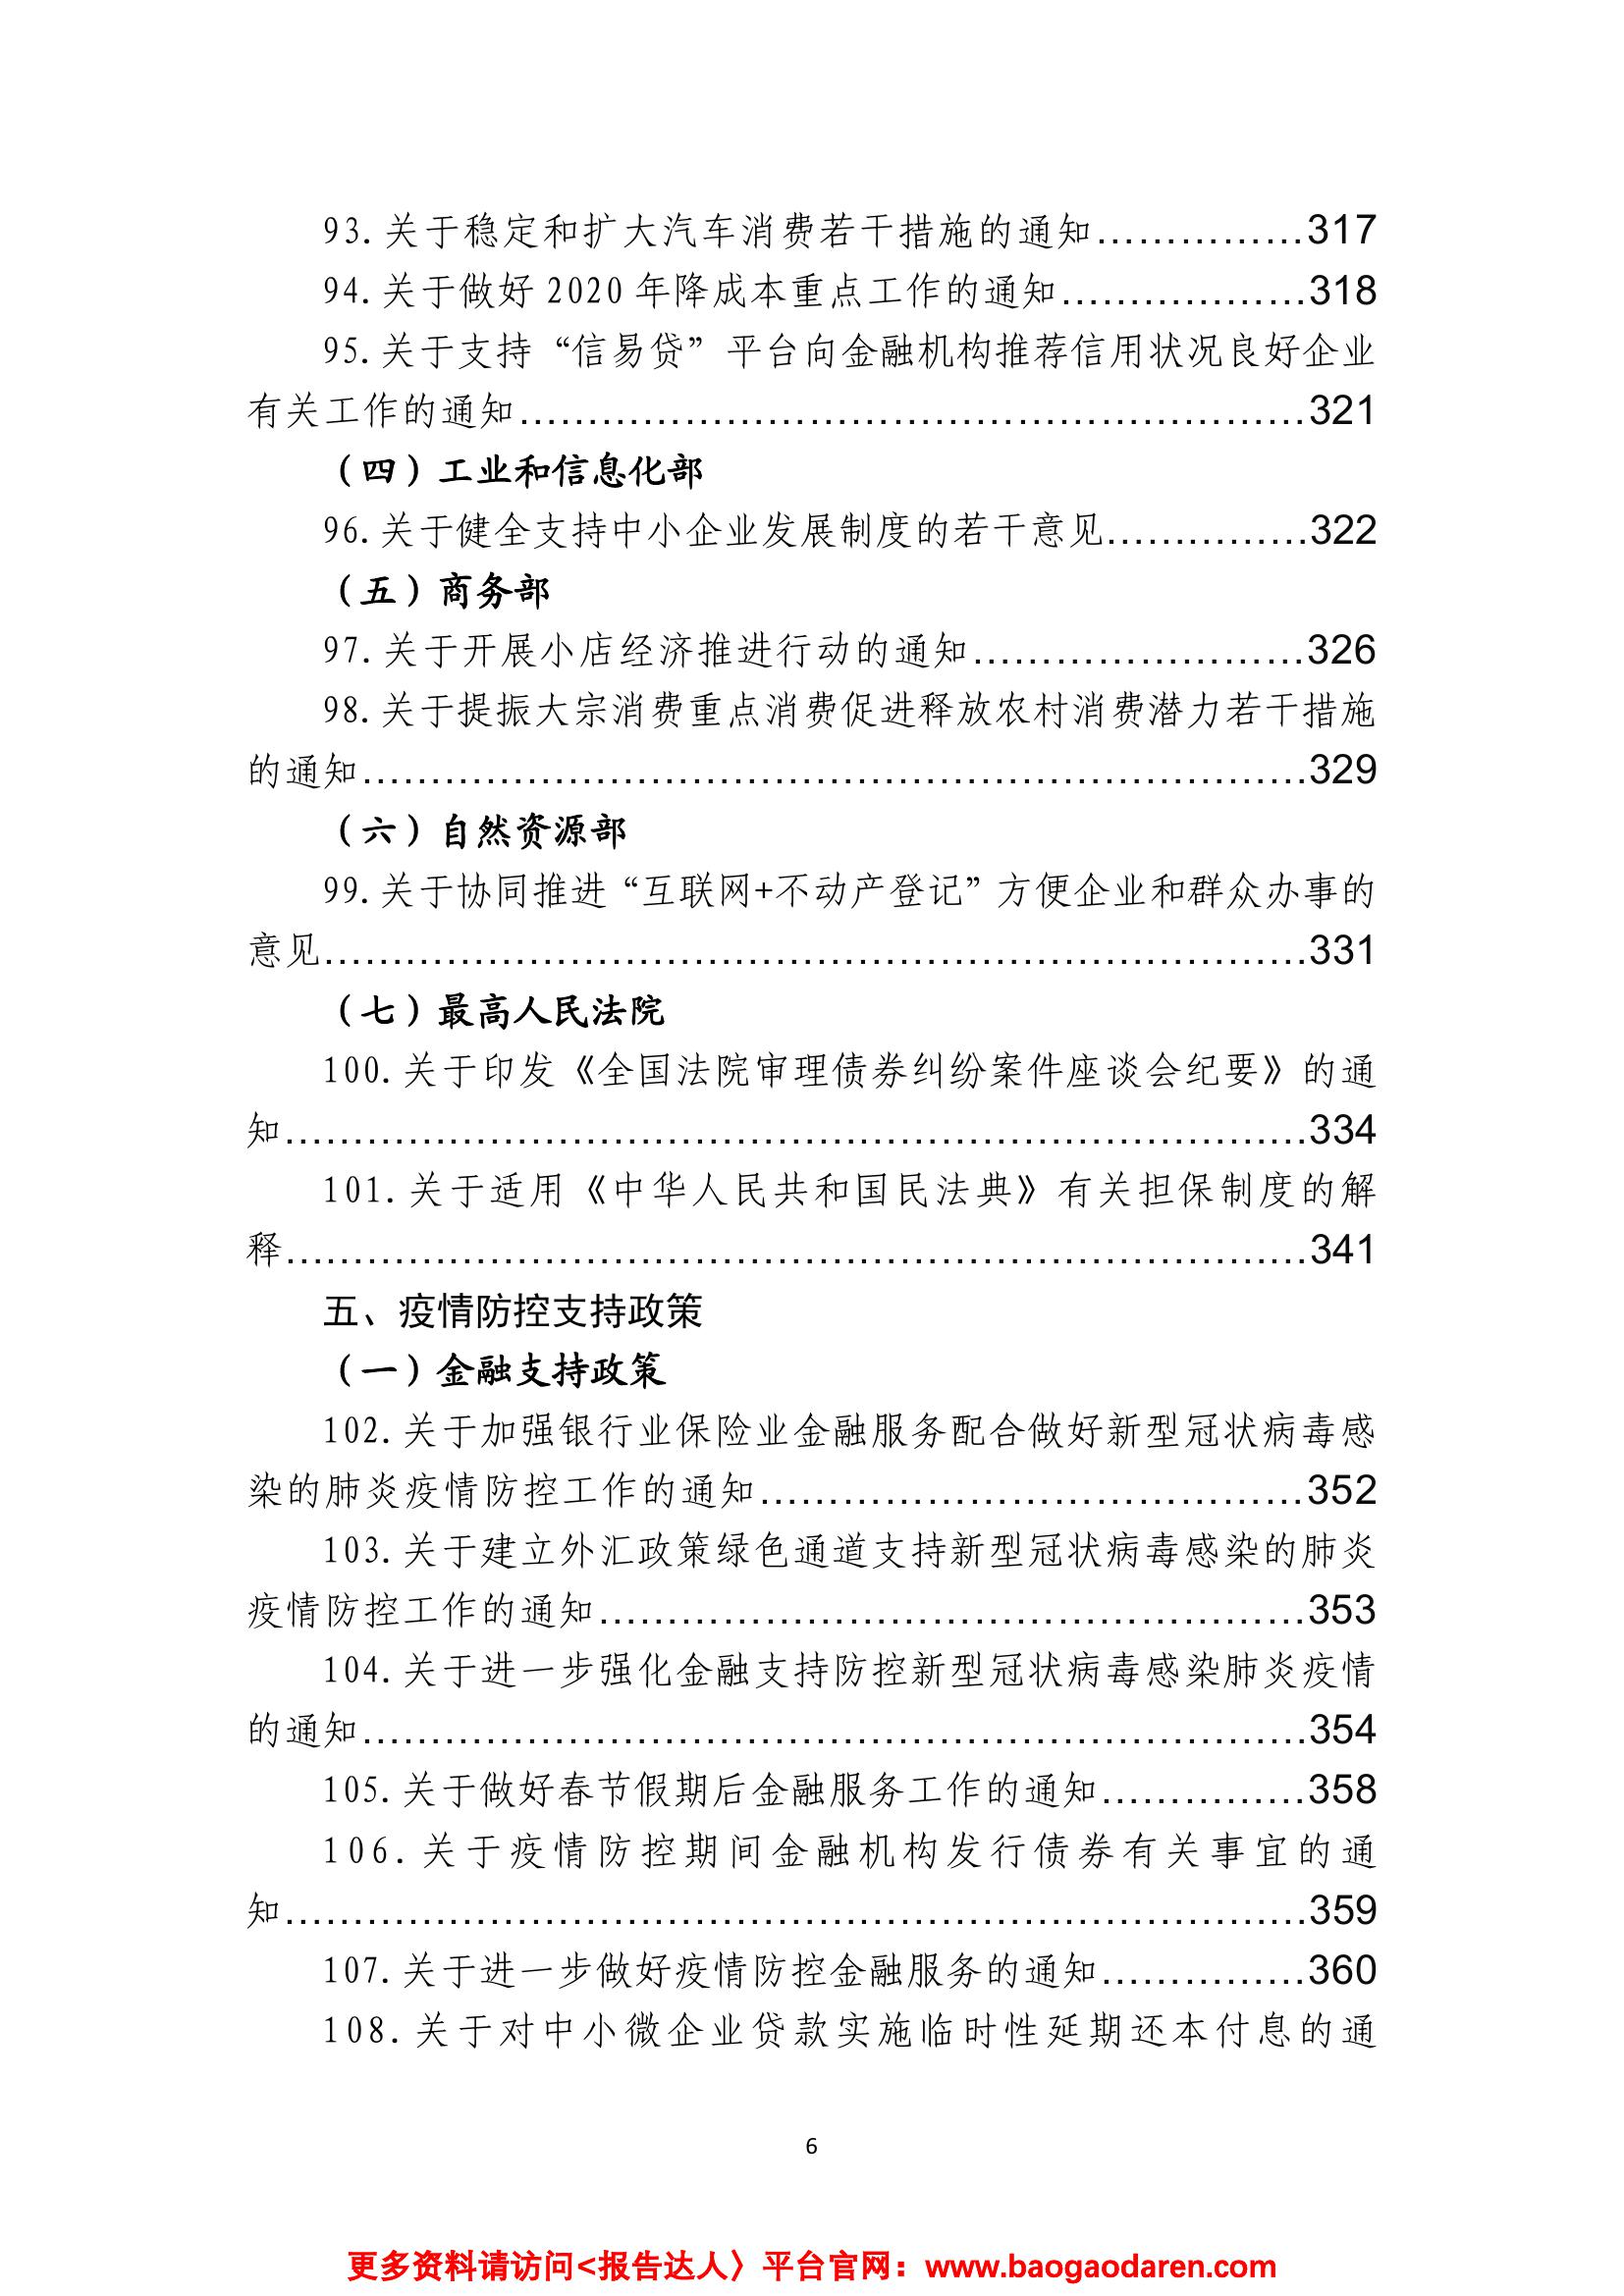 93.关于稳定和扩大汽车消费若干措施的通知...............317
94.关于做好 2020 年降成本重点工作的通知..................318
95.关于支持“信易贷”平台向金融机构推荐信用状况良好企业
有关工作的通知..........................................................321
（四）工业和信息化部
96.关于健全支持中小企业发展制度的若干意见...............322
（五）商务部
97.关于开展小店经济推进行动的通知........................326
98.关于提振大宗消费重点消费促进释放农村消费潜力若干措施
的通知......................................................................329
（六）自然资源部
99.关于协同推进“互联网+不动产登记”方便企业和群众办事的
意见.........................................................................331
（七）最高人民法院
100.关于印发《全国法院审理债券纠纷案件座谈会纪要》的通
知............................................................................334
101.关于适用《中华人民共和国民法典》有关担保制度的解
释............................................................................341
五、疫情防控支持政策
（一）金融支持政策
102.关于加强银行业保险业金融服务配合做好新型冠状病毒感
染的肺炎疫情防控工作的通知........................................352
103.关于建立外汇政策绿色通道支持新型冠状病毒感染的肺炎
疫情防控工作的通知....................................................353
104.关于进一步强化金融支持防控新型冠状病毒感染肺炎疫情
的通知......................................................................354
105.关于做好春节假期后金融服务工作的通知...............358
106.关于疫情防控期间金融机构发行债券有关事宜的通
知............................................................................359
107.关于进一步做好疫情防控金融服务的通知...............360
108.关于对中小微企业贷款实施临时性延期还本付息的通
6
更多资料请访问<报告达人〉平台官网：www.baogaodaren.com